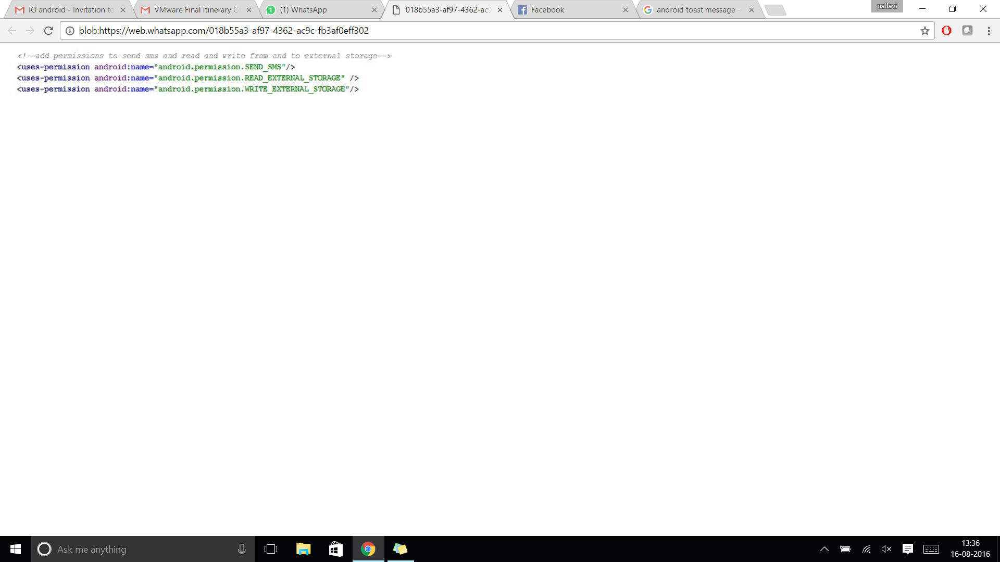 IO android - Invitation to
VMware Final Itinerary C
(1) WhatsApp
018b55a3-af97-4362-ac9
Facebook
android toast message -
pallavi
blob:https://web.whatsapp.com/018b55a3-af97-4362-ac9c-fb3af0eff302
<!--add permissions to send sms and read and write from and to external storage-->
<uses-permission android:name="android.permission.SEND_SMS"/>
<uses-permission android:name="android.permission.READ_EXTERNAL_STORAGE" />
<uses-permission android:name="android.permission.WRITE_EXTERNAL_STORAGE"/>
Ask me anything
13:36
16-08-2016